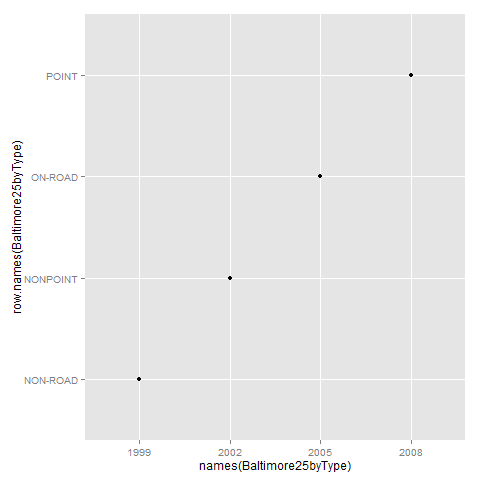 row.names(Baltimore25byType)
POINT
ON-ROAD
NONPOINT
NON-ROAD
1999 2002 2005 2008
names(Baltimore25byType)